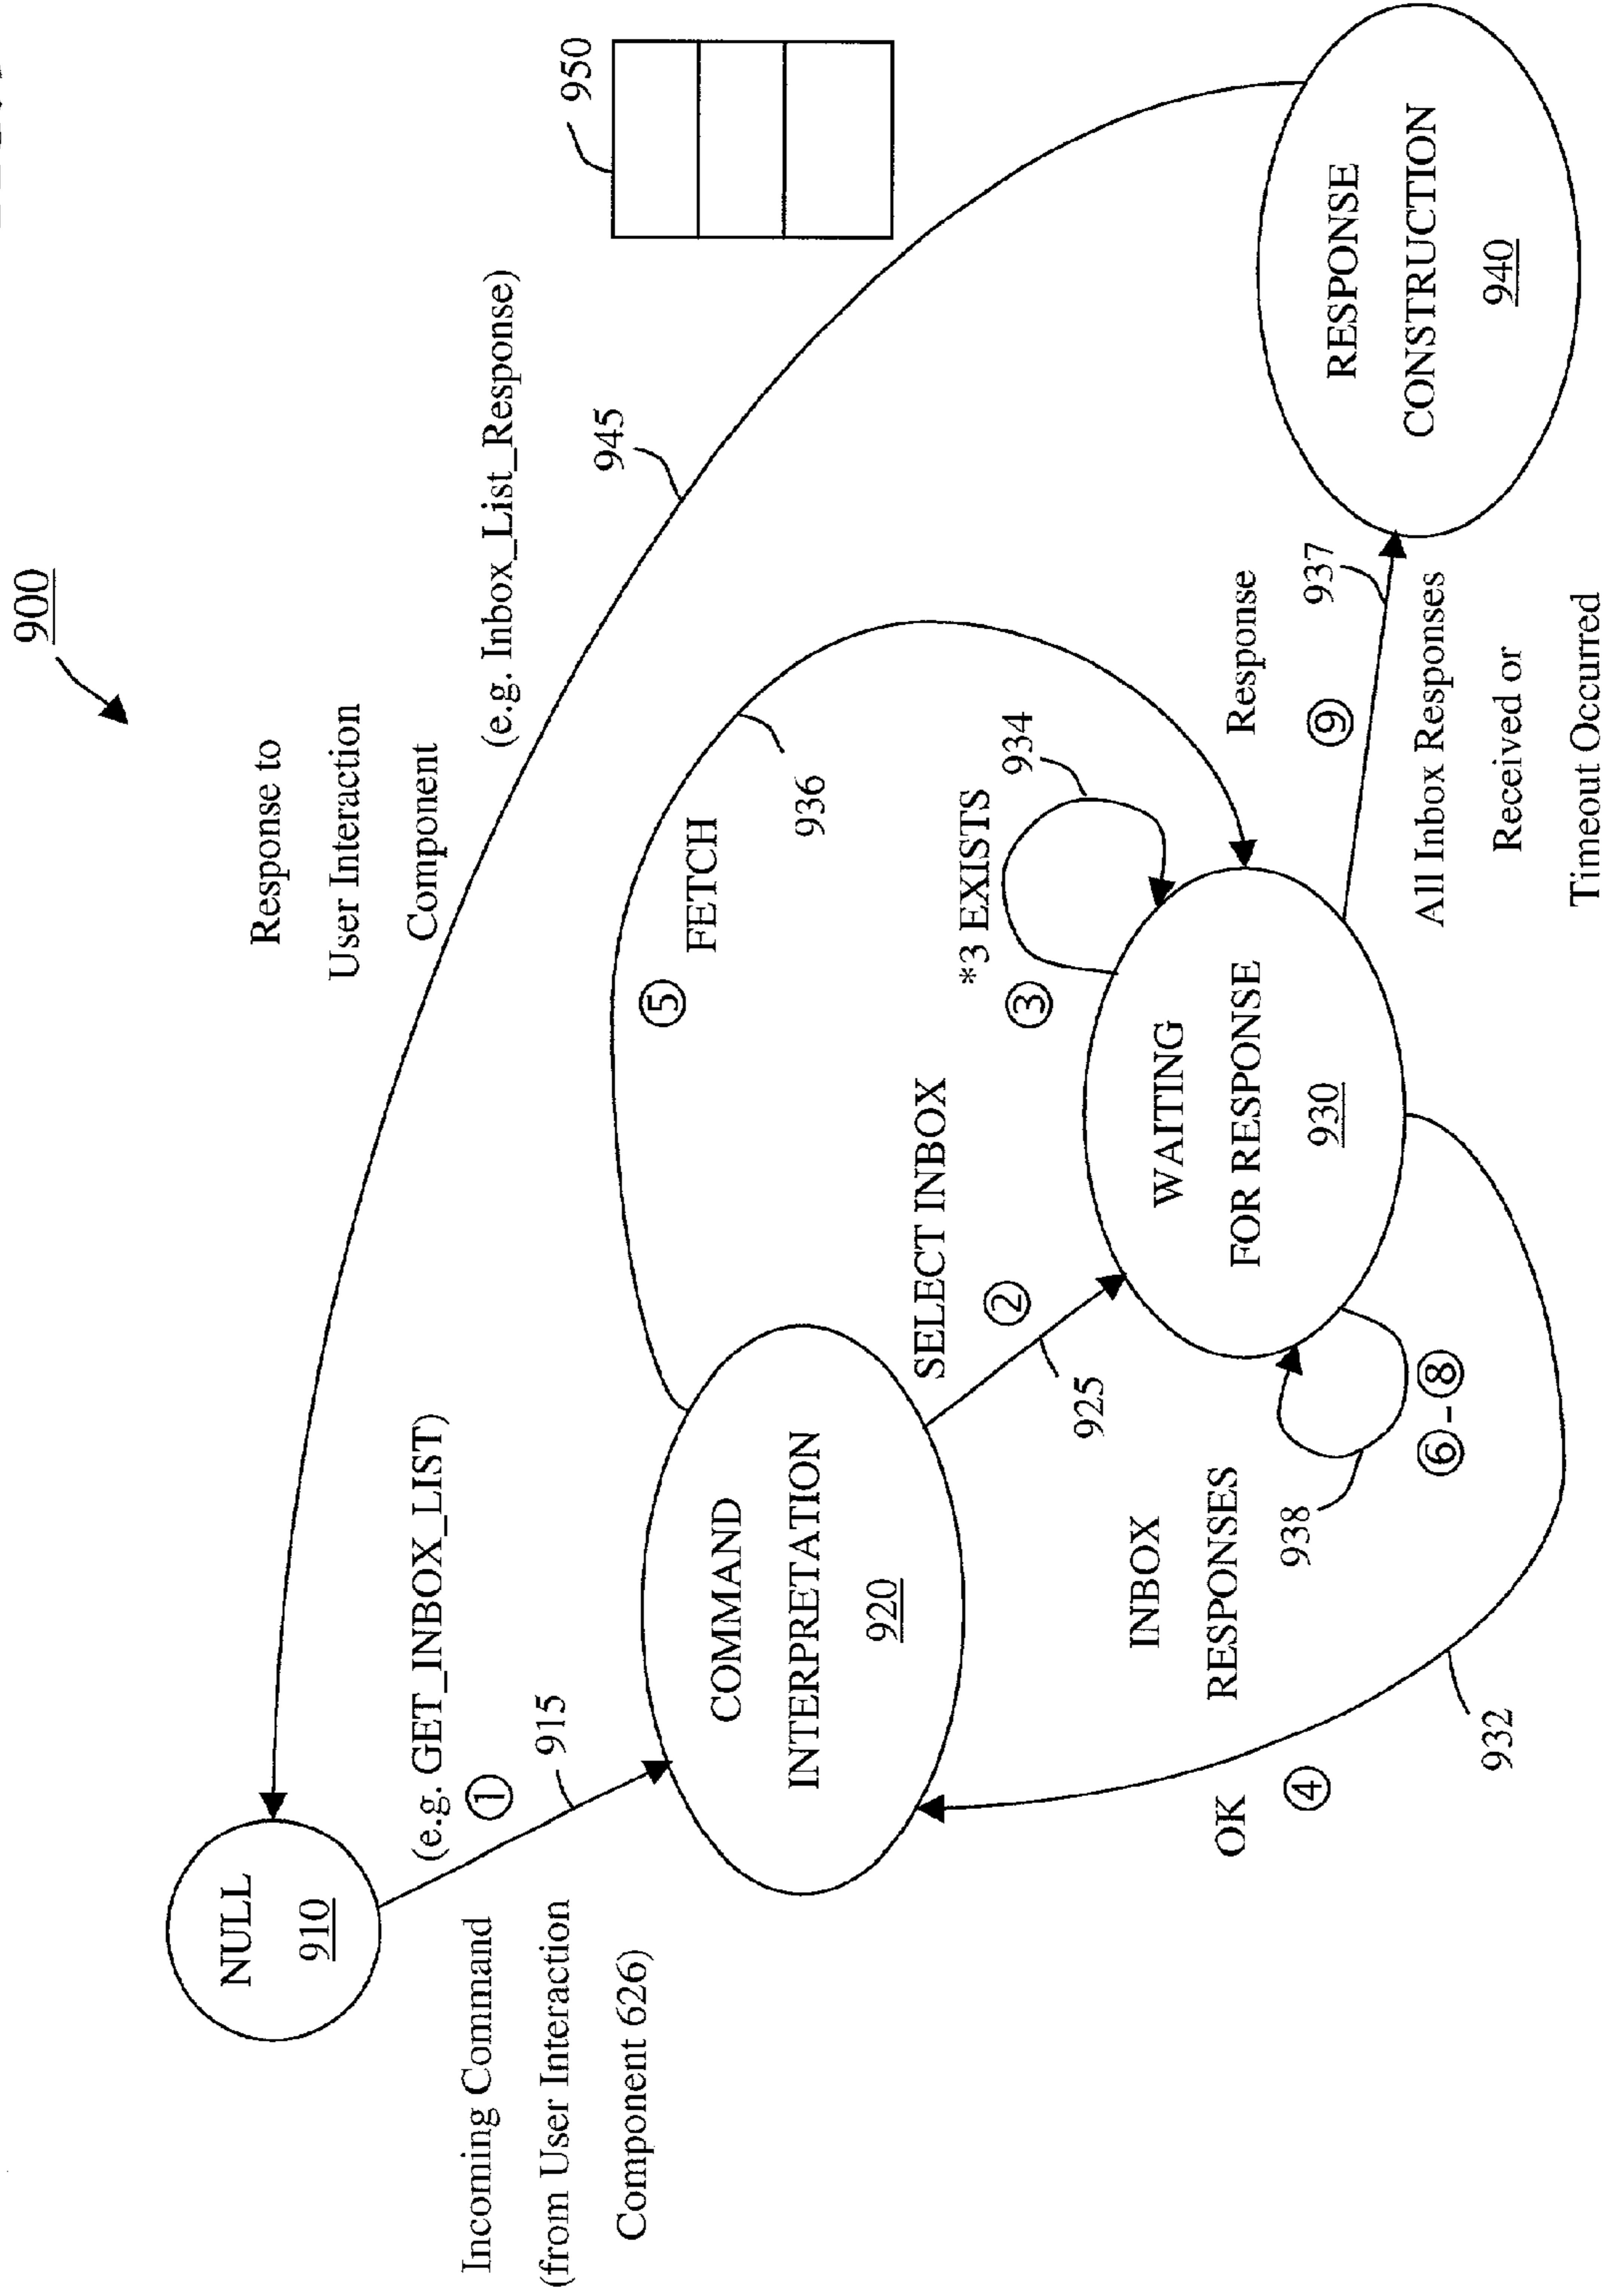 900
Response to
User Interaction
Component
(e.g. Inbox_List_Response)
945
950
NULL
910
Incoming Command
(from User Interaction
Component 626)
(e.g. GET_INBOX_LIST)
①
915
COMMAND
INTERPRETATION
920
⑤
FETCH
936
SELECT INBOX
②
925
*3 EXISTS
③
934
WAITING
FOR RESPONSE
930
INBOX
RESPONSES
938
⑥-⑧
OK
④
932
Response
⑨
937
All Inbox Responses
Received or
Timeout Occurred
RESPONSE
CONSTRUCTION
940